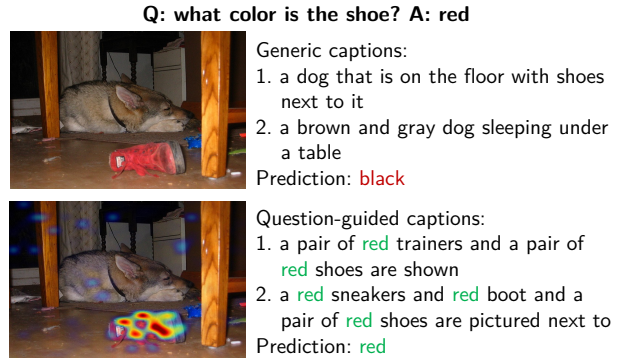 Q: what color is the shoe? A: red
Generic captions:
1. a dog that is on the floor with shoes
next to it
2. a brown and gray dog sleeping under
a table
Prediction: black
Question-guided captions:
1. a pair of red trainers and a pair of
red shoes are shown
2. a red sneakers and red boot and a
pair of red shoes are pictured next to
Prediction: red